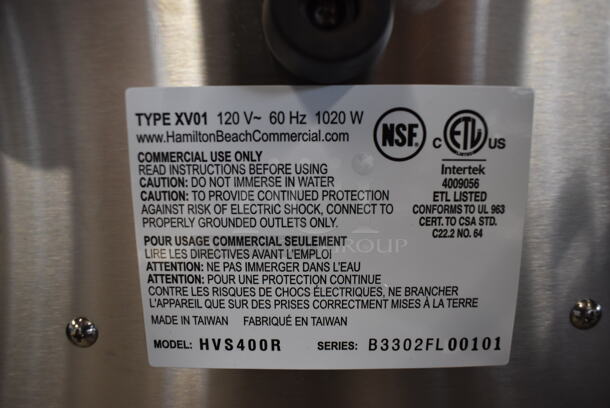 TYPE XV01 120 V~ 60 Hz 1020 W
www.HamiltonBeachCommercial.com
NSF®
C ETL US
LISTED
Intertek
4009056
ETL LISTED
CONFORMS TO UL 963
CERT. TO CSA STD.
C22.2 NO. 64
COMMERCIAL USE ONLY
READ INSTRUCTIONS BEFORE USING
CAUTION: DO NOT IMMERSE IN WATER
CAUTION: TO PROVIDE CONTINUED PROTECTION
AGAINST RISK OF ELECTRIC SHOCK, CONNECT TO
PROPERLY GROUNDED OUTLETS ONLY.
POUR USAGE COMMERCIAL SEULEMENT
LIRE LES DIRECTIVES AVANT L'EMPLOI
ATTENTION: NE PAS IMMERGER DANS L'EAU
ATTENTION: POUR UNE PROTECTION CONTINUE
CONTRE LES RISQUES DE CHOCS ÉLECTRIQUES, NE BRANCHER
L'APPAREIL QUE SUR DES PRISES CORRECTEMENT MISES À LA TERRE
MADE IN TAIWAN FABRIQUÉ EN TAIWAN
MODEL: HVS400R SERIES: B3302FL00101
GROUP